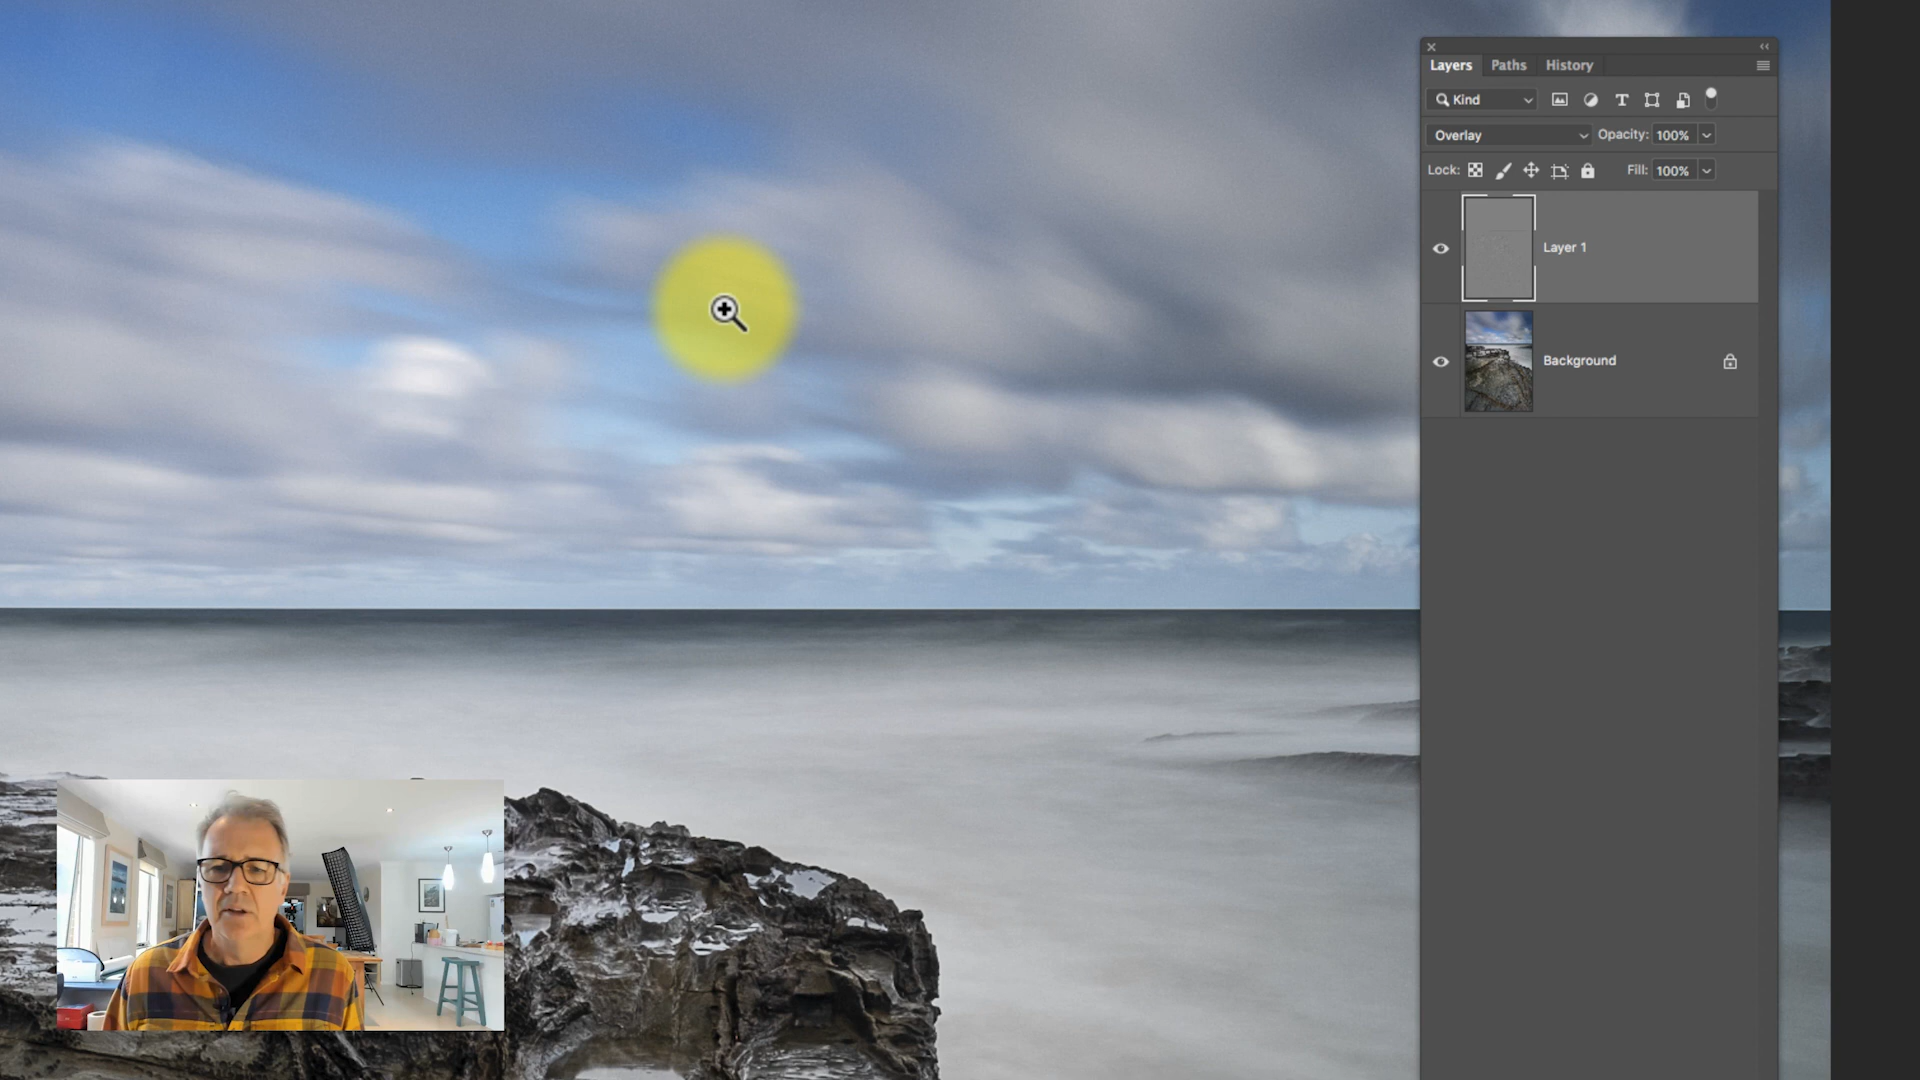 Layers Paths History
Kind
Overlay Opacity: 100%
Lock: Fill: 100%
Layer 1
Background